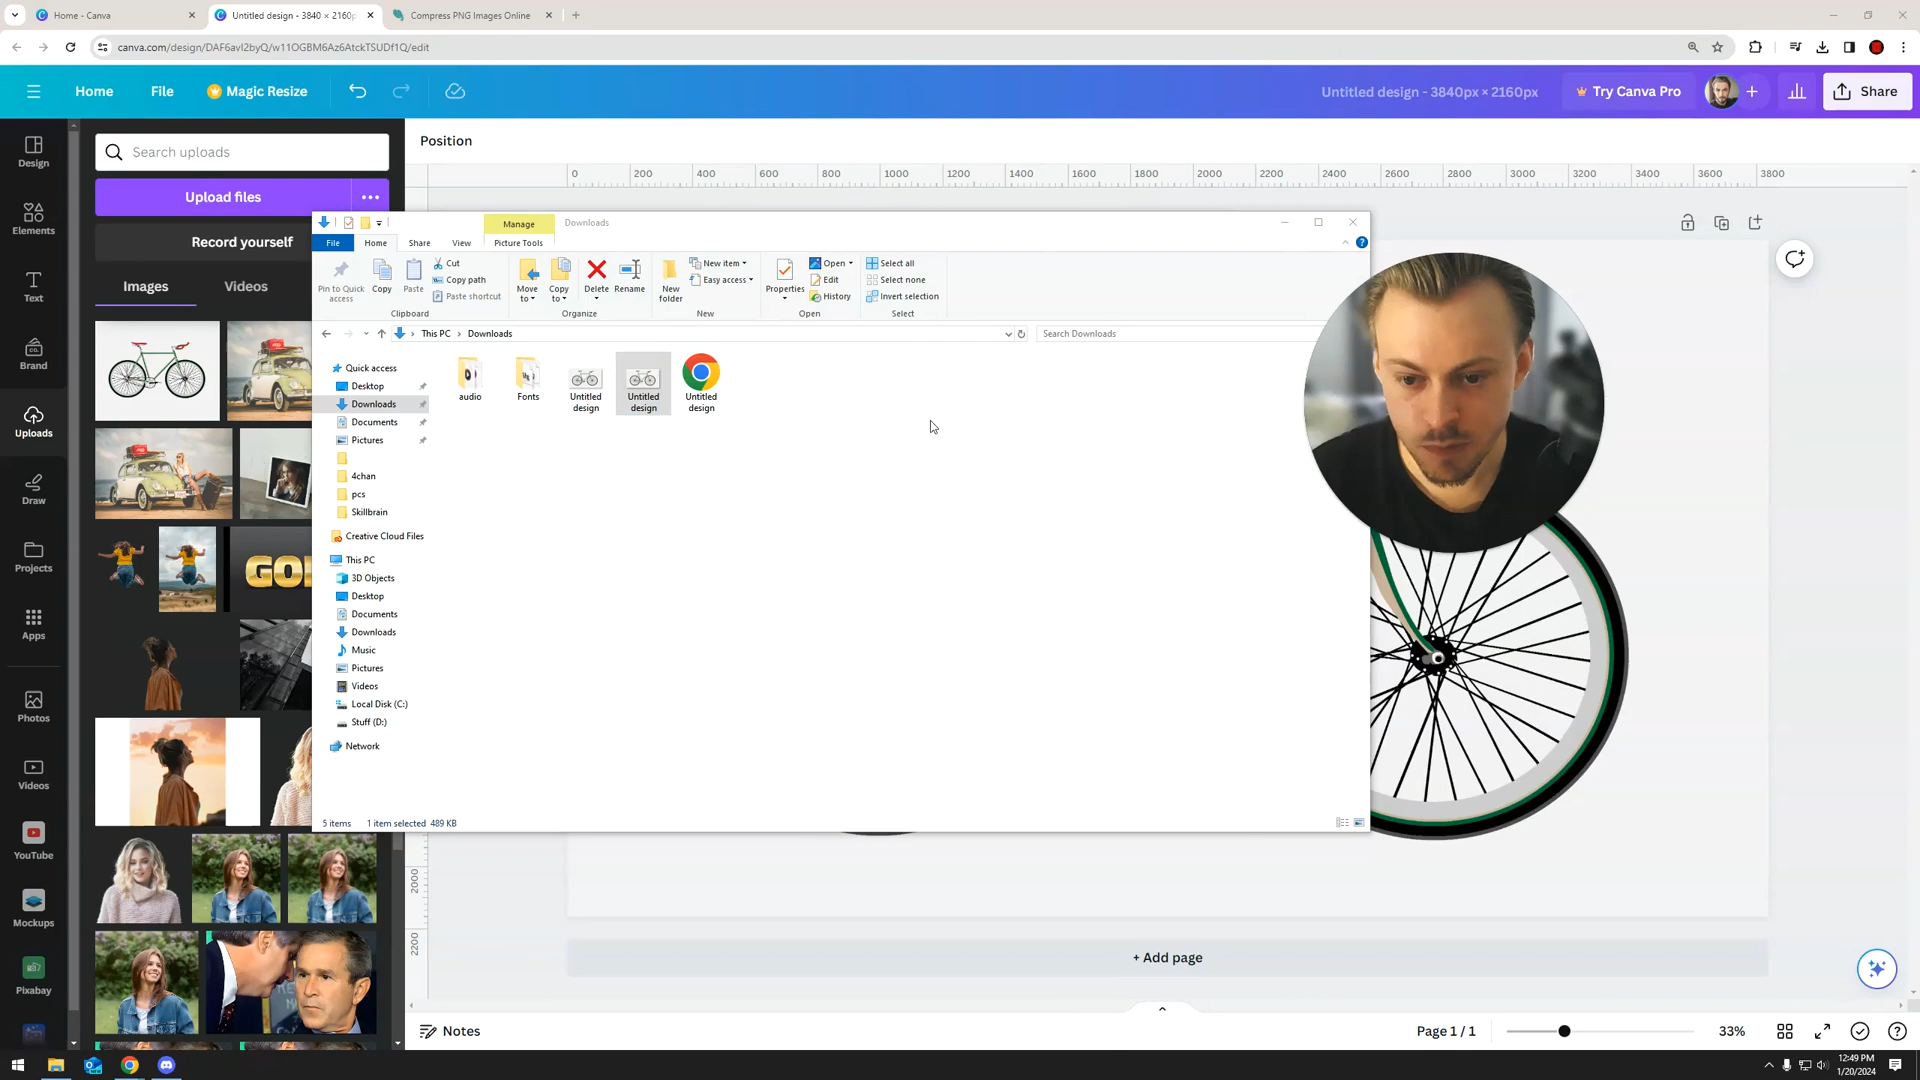 Home - Canva
Untitled design - 3840 × 2160p
Compress PNG Images Online
canva.com/design/DAF6avI2byQ/w11OGBM6Az6AtckTSUDf1Q/edit
Home
File
Magic Resize
Untitled design - 3840px × 2160px
Try Canva Pro
Share
Design
Elements
Text
Brand
Uploads
Draw
Projects
Apps
Photos
Videos
YouTube
Mockups
Pixabay
Search uploads
Upload files
Record yourself
Images
Videos
GO
Position
0 200 400 600 800 1000 1200 1400 1600 1800 2000 2200 2400 2600 2800 3000 3200 3400 3600 3800
Manage
Downloads
File
Home
Share
View
Picture Tools
Pin to Quick access
Copy
Paste
Cut
Copy path
Paste shortcut
Clipboard
Move to
Copy to
Delete
Rename
Organize
New folder
New item
Easy access
New
Properties
Open
Edit
History
Open
Select all
Select none
Invert selection
Select
This PC
Downloads
Search Downloads
Quick access
Desktop
Downloads
Documents
Pictures
4chan
pcs
Skillbrain
Creative Cloud Files
This PC
3D Objects
Desktop
Documents
Downloads
Music
Pictures
Videos
Local Disk (C:)
Stuff (D:)
Network
audio
Fonts
Untitled design
Untitled design
Untitled design
5 items
1 item selected 489 KB
2000
2200
+ Add page
Notes
Page 1 / 1
33%
12:49 PM
1/20/2024